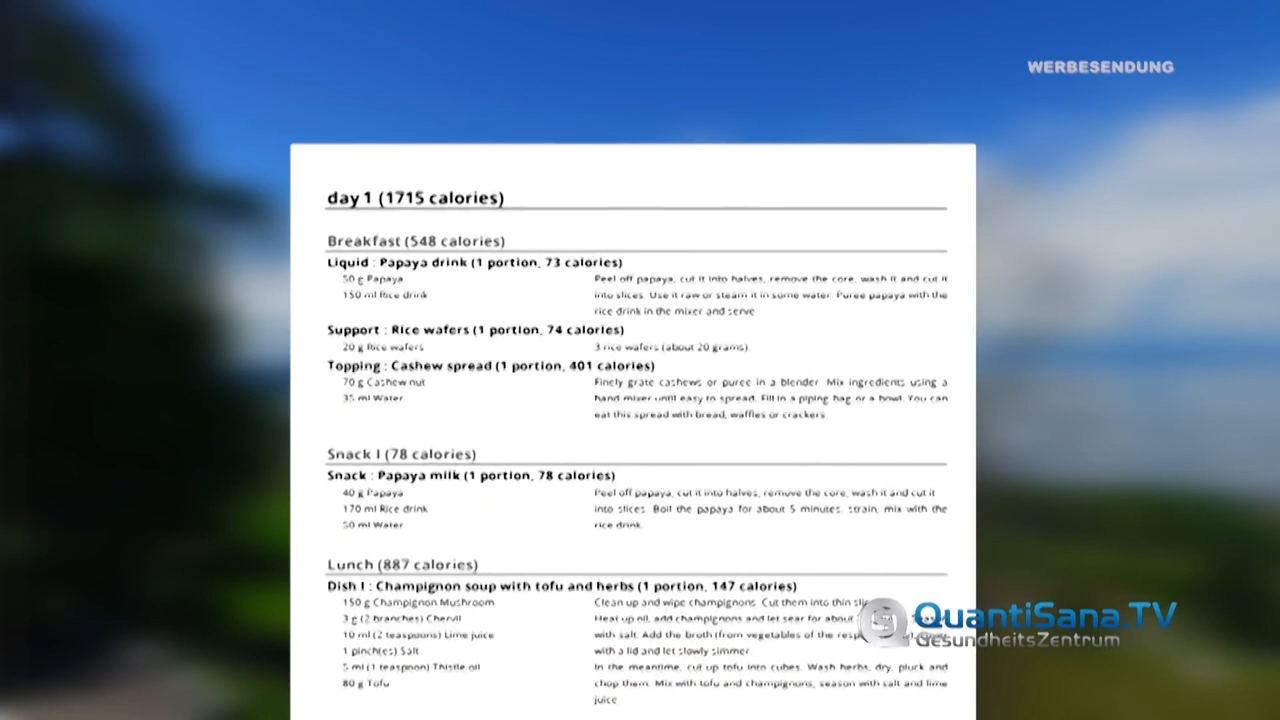 WERBESENDUNG
day 1 (1715 calories)
Breakfast (548 calories)
Liquid : Papaya drink (1 portion, 73 calories)
50 g Papaya
Peel off papaya, cut it into halves, remove the core, wash it and cut it
150 ml Rice drink
into slices. Use it raw or steam it in some water. Puree papaya with the
rice drink in the mixer and serve.
Support : Rice wafers (1 portion, 74 calories)
20 g Rice wafers
3 rice wafers (about 20 grams).
Topping : Cashew spread (1 portion, 401 calories)
70 g Cashew nut
Finely grate cashews or puree in a blender. Mix ingredients using a
35 ml Water
hand mixer until easy to spread. Fill in a piping bag or a bowl. You can
eat this spread with bread, waffles or crackers.
Snack I (78 calories)
Snack : Papaya milk (1 portion, 78 calories)
40 g Papaya
Peel off papaya, cut it into halves, remove the core, wash it and cut it
170 ml Rice drink
into slices. Boil the papaya for about 5 minutes, strain, mix with the
50 ml Water
rice drink.
Lunch (887 calories)
Dish I : Champignon soup with tofu and herbs (1 portion, 147 calories)
150 g Champignon Mushroom
Clean up and wipe champignons. Cut them into thin
3 g (2 branches) Chervil
Heat up oil, add champignons and let sear for about
10 ml (2 teaspoons) Lime juice
with salt. Add the broth (from vegetables of the
1 pinch(es) Salt
with a lid and let slowly simmer.
5 ml (1 teaspoon) Thistle oil
In the meantime, cut up tofu into cubes. Wash herbs, dry, pluck and
80 g Tofu
chop them. Mix with tofu and champignons, season with salt and lime
juice
QuantiSana.TV
GesundheitsZentrum